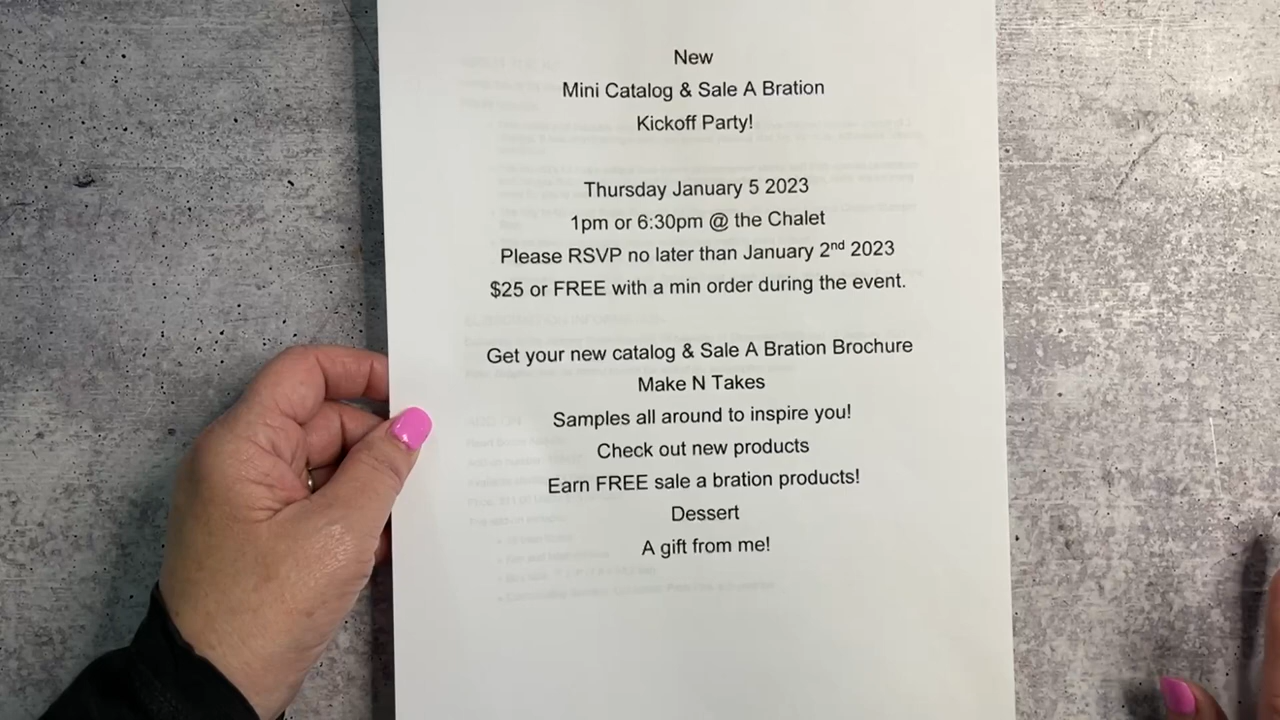 New
Mini Catalog & Sale A Bration
Kickoff Party!
Thursday January 5 2023
1pm or 6:30pm @ the Chalet
Please RSVP no later than January 2nd 2023
$25 or FREE with a min order during the event.
Get your new catalog & Sale A Bration Brochure
Make N Takes
Samples all around to inspire you!
Check out new products
Earn FREE sale a bration products!
Dessert
A gift from me!